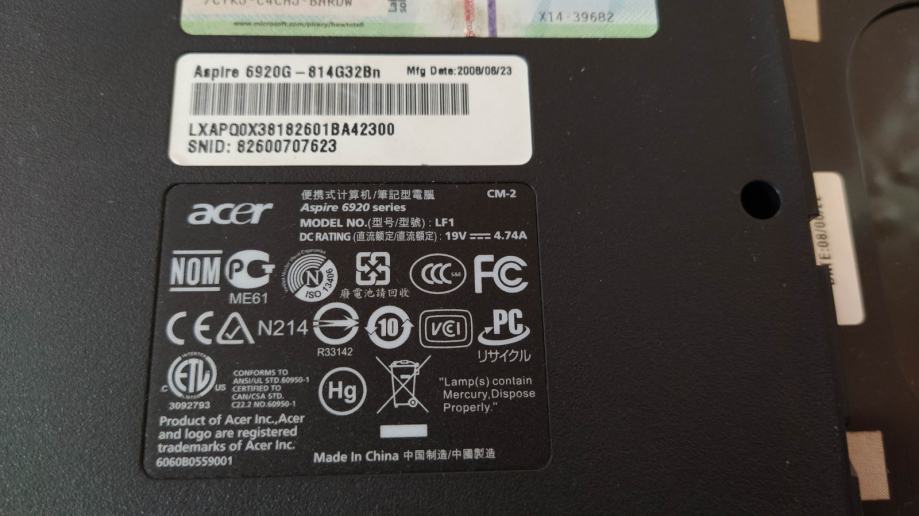 www.microsoft.com/piracy/howtotell
X14-39682
Aspire 6920G-814G32Bn Mfg Date:2008/06/23
LXAPQ0X38182601BA42300
SNID: 82600707623
acer
便携式计算机/筆記型電腦 CM-2
Aspire 6920 series
MODEL NO.(型号/型號) : LF1
DC RATING (直流额定/直流額定) : 19V ⎓ 4.74A
NOM
ME61
N
ISO 13406
廢電池請回收
CCC S&E
FC
CE N214
R33142
10
VCI
PC
リサイクル
INTERTEK
ETL
C US
3092793
CONFORMS TO
ANSI/UL STD.60950-1
CERTIFIED TO
CAN/CSA STD.
C22.2 NO.60950-1
Hg
"Lamp(s) contain
Mercury,Dispose
Properly."
Product of Acer Inc.,Acer
and logo are registered
trademarks of Acer Inc.
6060B0559001
Made In China 中国制造/中國製造